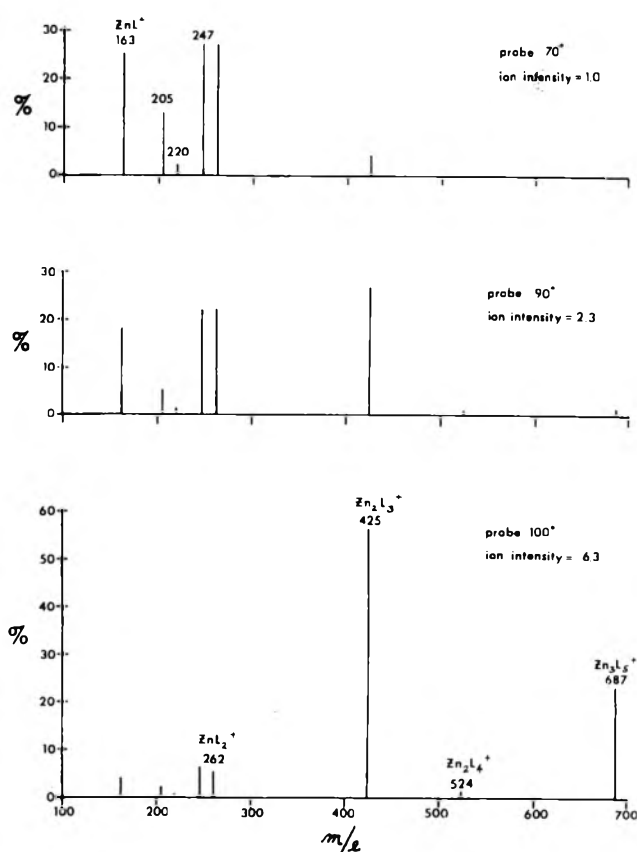 30
ZnL+
163
247
probe 70°
ion intensity = 1.0
20
%
205
10
220
0
30
probe 90°
ion intensity = 2.3
20
%
10
0
60
Zn2L3+
425
probe 100°
ion intensity = 6.3
50
40
%
30
Zn3L5+
687
20
10
ZnL2+
262
Zn2L4+
524
0
100 200 300 400 500 600 700
m/e